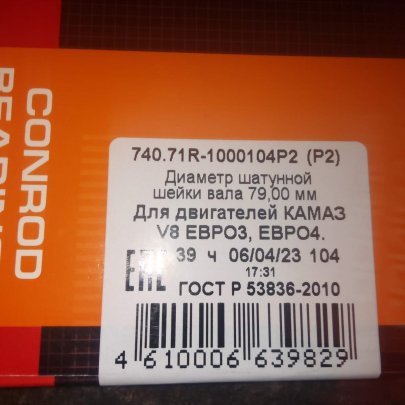 CONROD
740.71R-1000104P2 (P2)
Диаметр шатунной
шейки вала 79,00 мм
Для двигателей КАМАЗ
V8 ЕВРО3, ЕВРО4.
EAC 39 ч 06/04/23 104
17:31
ГОСТ Р 53836-2010
4 610006 639829